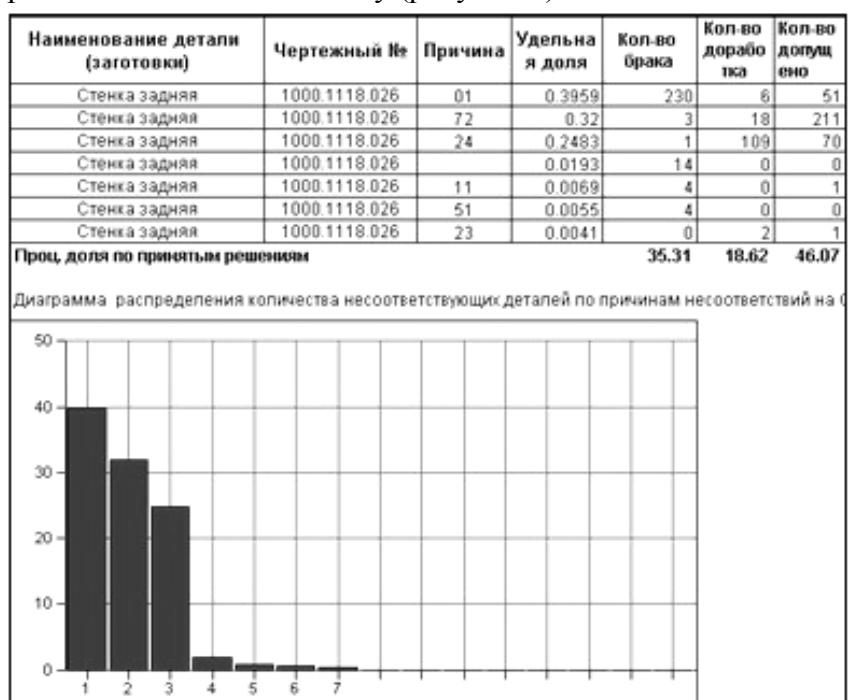 Наименование детали (заготовки) Чертежный № Причина Удельна я доля Кол-во брака Кол-во дорабо тка Кол-во допущ ено
Стенка задняя 1000.1118.026 01 0.3959 230 6 51
Стенка задняя 1000.1118.026 72 0.32 3 18 211
Стенка задняя 1000.1118.026 24 0.2483 1 109 70
Стенка задняя 1000.1118.026 0.0193 14 0 0
Стенка задняя 1000.1118.026 11 0.0069 4 0 1
Стенка задняя 1000.1118.026 51 0.0055 4 0 0
Стенка задняя 1000.1118.026 23 0.0041 0 2 1
Проц. доля по принятым решениям 35.31 18.62 46.07
Диаграмма распределения количества несоответствующих деталей по причинам несоответствий на
50
40
30
20
10
0
1 2 3 4 5 6 7